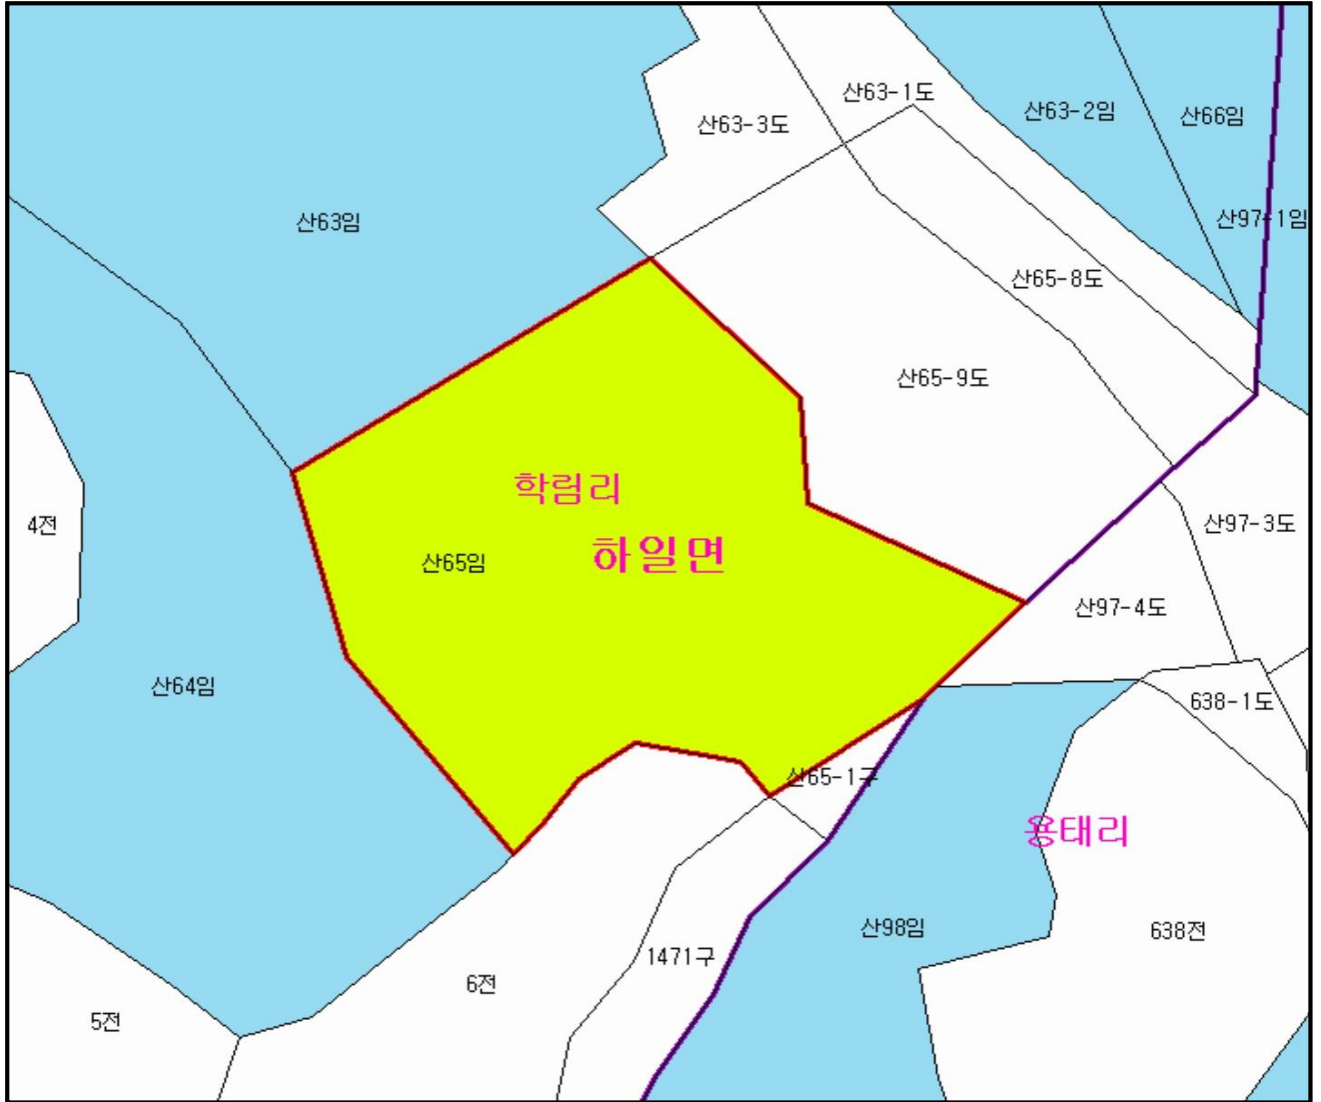 산63-1도
산63-2임
산66임
산63-3도
산63임
산97-1임
산65-8도
산65-9도
학림리
4전
산97-3도
하일면
산65임
산97-4도
산64임
638-1도
산65-1구
용태리
산98임
638전
1471구
6전
5전